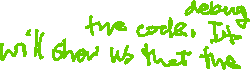 debug
the code. It
will show us that the